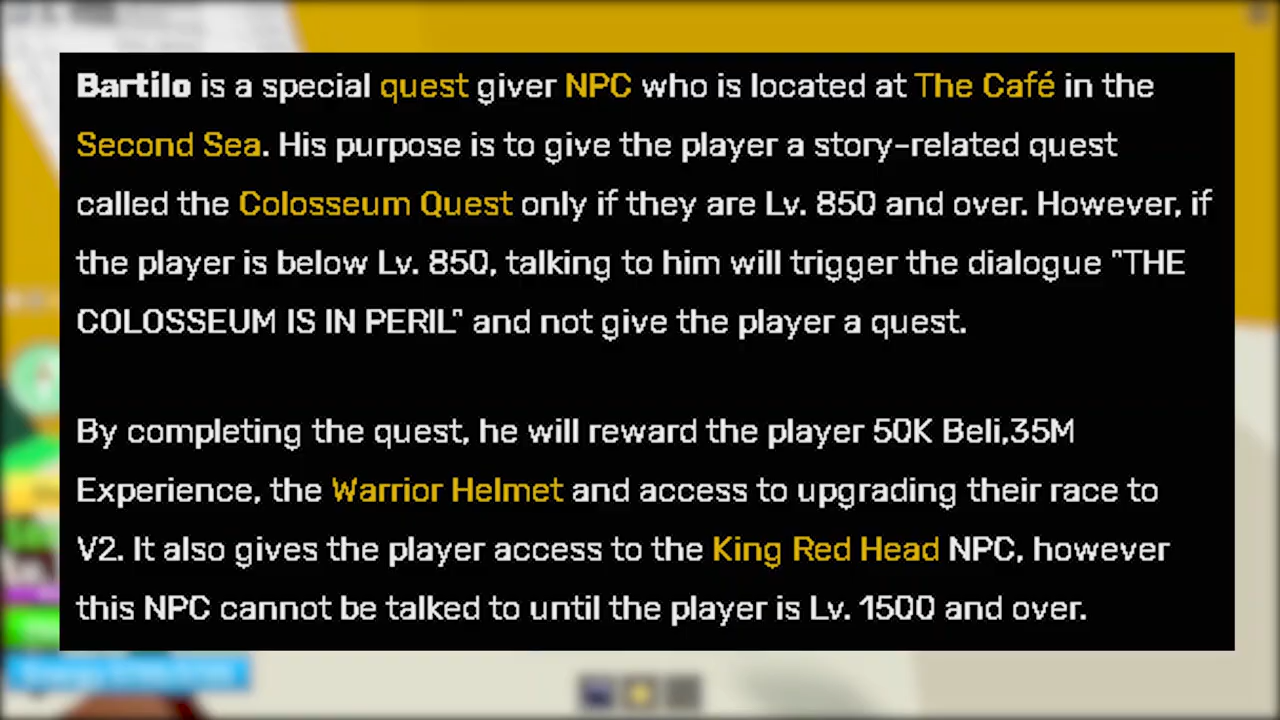 Bartilo is a special quest giver NPC who is located at The Café in the
Second Sea. His purpose is to give the player a story-related quest
called the Colosseum Quest only if they are Lv. 850 and over. However, if
the player is below Lv. 850, talking to him will trigger the dialogue "THE
COLOSSEUM IS IN PERIL" and not give the player a quest.
By completing the quest, he will reward the player 50K Beli,35M
Experience, the Warrior Helmet and access to upgrading their race to
V2. It also gives the player access to the King Red Head NPC, however
this NPC cannot be talked to until the player is Lv. 1500 and over.